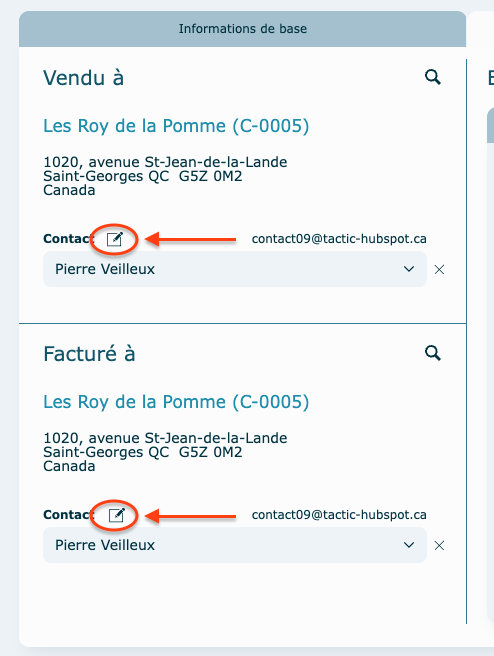 Informations de base
Vendu à
Les Roy de la Pomme (C-0005)
1020, avenue St-Jean-de-la-Lande
Saint-Georges QC  G5Z 0M2
Canada
Contact contact09@tactic-hubspot.ca
Pierre Veilleux
Facturé à
Les Roy de la Pomme (C-0005)
1020, avenue St-Jean-de-la-Lande
Saint-Georges QC  G5Z 0M2
Canada
Contact contact09@tactic-hubspot.ca
Pierre Veilleux